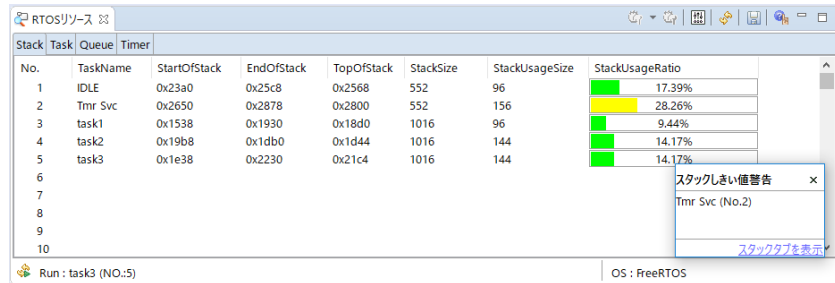 RTOSリソース
Stack Task Queue Timer
No. TaskName StartOfStack EndOfStack TopOfStack StackSize StackUsageSize StackUsageRatio
1 IDLE 0x23a0 0x25c8 0x2568 552 96 17.39%
2 Tmr Svc 0x2650 0x2878 0x2800 552 156 28.26%
3 task1 0x1538 0x1930 0x18d0 1016 96 9.44%
4 task2 0x19b8 0x1db0 0x1d44 1016 144 14.17%
5 task3 0x1e38 0x2230 0x21c4 1016 144 14.17%
6
7
8
9
10
スタックしきい値警告
Tmr Svc (No.2)
スタックタブを表示
Run : task3 (NO.:5) OS : FreeRTOS